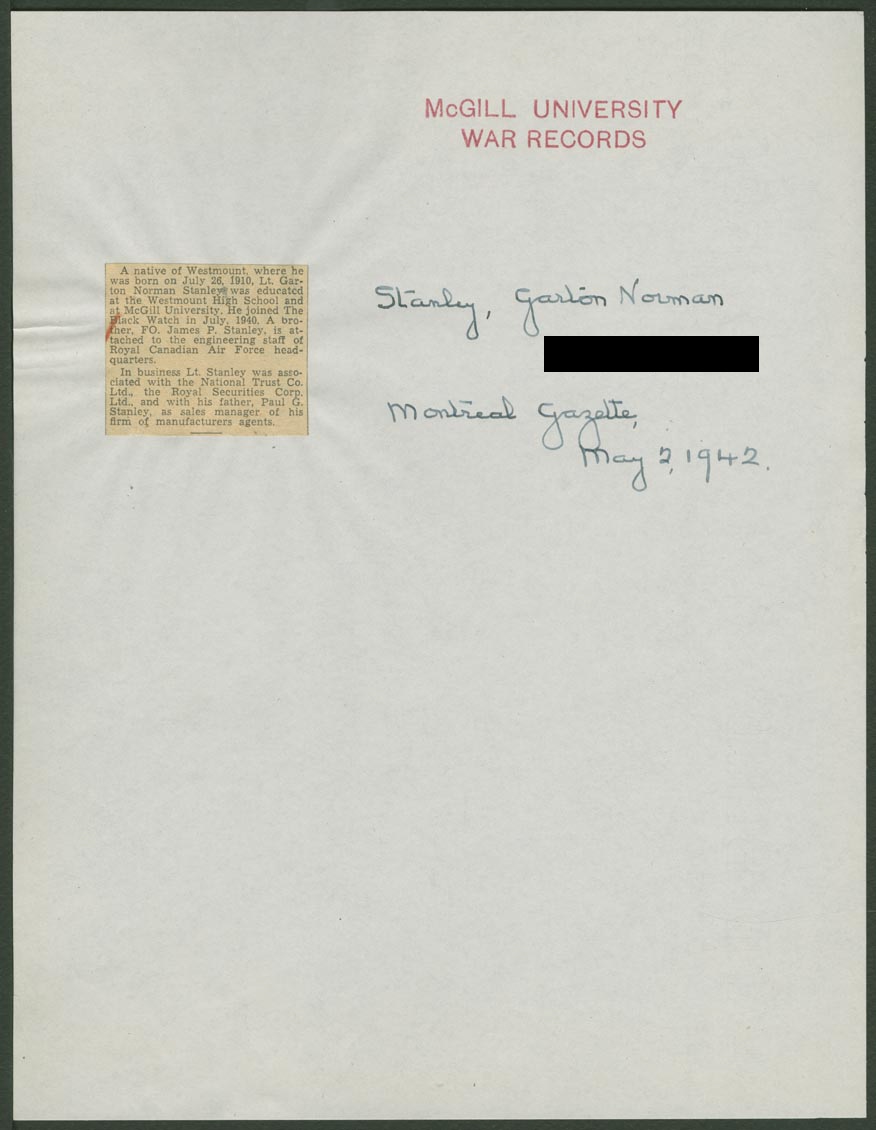 McGILL UNIVERSITY
WAR RECORDS
A native of Westmount, where he
was born on July 26, 1910, Lt. Gar-
ton Norman Stanley was educated
at the Westmount High School and
at McGill University. He joined The
Black Watch in July, 1940. A bro-
ther, FO. James P. Stanley, is at-
tached to the engineering staff of
Royal Canadian Air Force head-
quarters.
In business Lt. Stanley was asso-
ciated with the National Trust Co.
Ltd., the Royal Securities Corp.
Ltd., and with his father, Paul G.
Stanley, as sales manager of his
firm of manufacturers agents.
Stanley, Garton Norman
Montreal Gazette,
May 2, 1942.